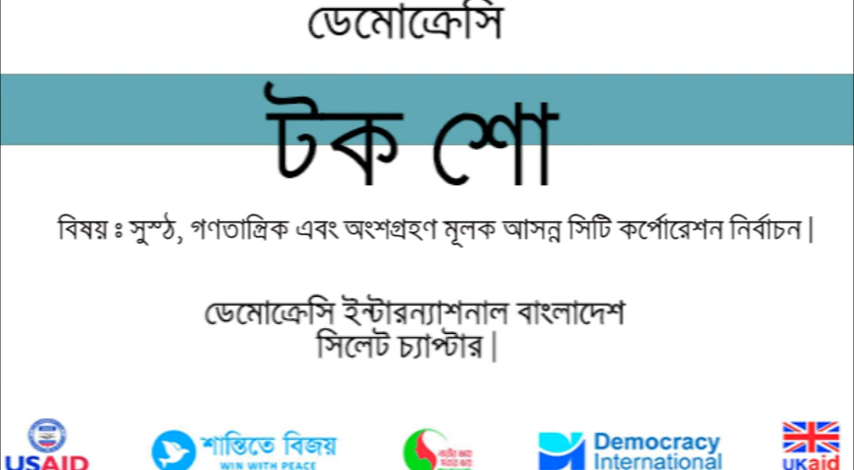 ডেমোক্রেসি
টক শো
বিষয় ঃ সুস্ঠ, গণতান্ত্রিক এবং অংশগ্রহণ মূলক আসন্ন সিটি কর্পোরেশন নির্বাচন |
ডেমোক্রেসি ইন্টারন্যাশনাল বাংলাদেশ
সিলেট চ্যাপ্টার |
USAID
শান্তিতে বিজয়
WIN WITH PEACE
Democracy
International
UKaid